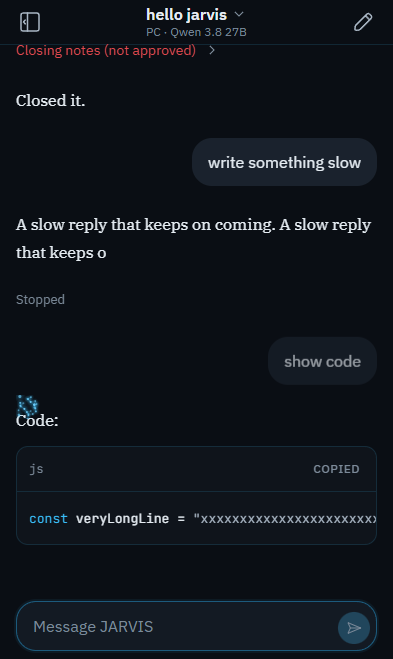 hello jarvis
PC · Qwen 3.8 27B
Closing notes (not approved)
Closed it.
write something slow
A slow reply that keeps on coming. A slow reply
that keeps o
Stopped
show code
Code:
js
COPIED
const veryLongLine = "xxxxxxxxxxxxxxxxxxxxxxx
Message JARVIS